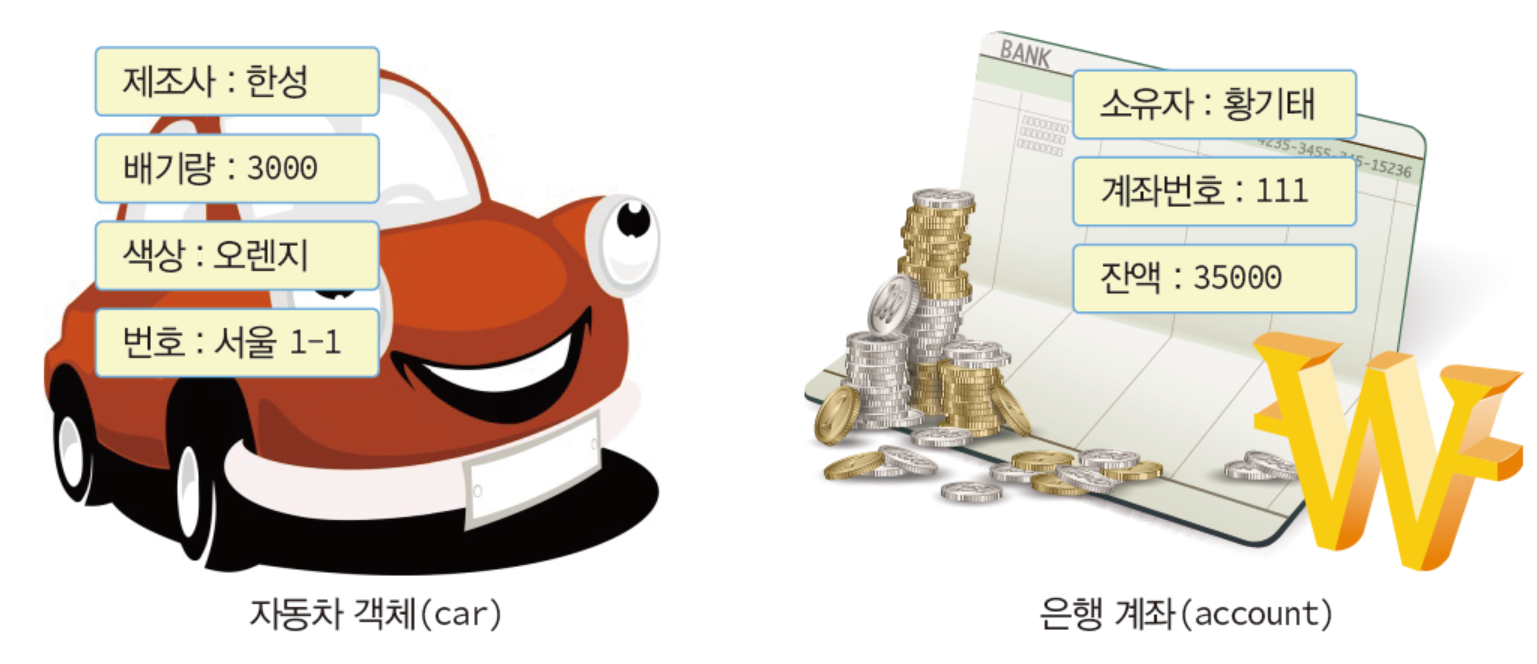 제조사 : 한성
배기량 : 3000
색상 : 오렌지
번호 : 서울 1-1
자동차 객체(car)
BANK
소유자 : 황기태
계좌번호 : 111
잔액 : 35000
은행 계좌(account)